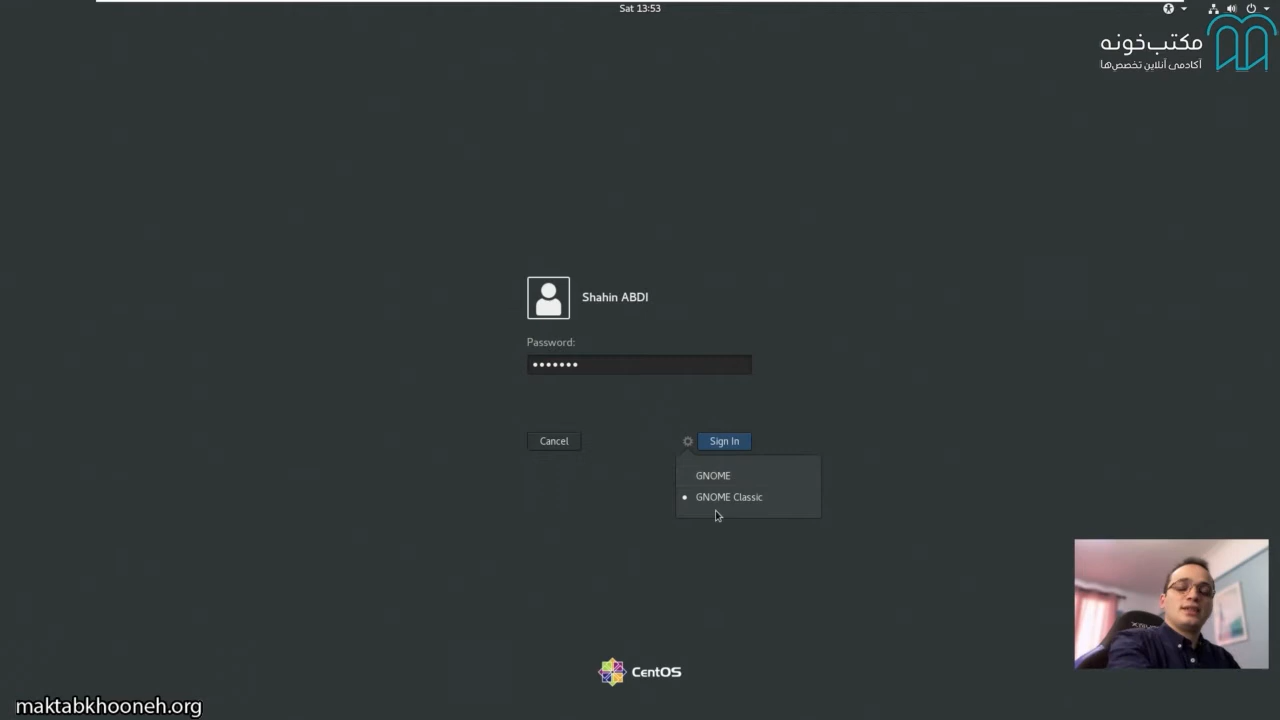 Sat 13:53
مکتب‌خونه
آکادمی آنلاین تخصص‌ها
Shahin ABDI
Password:
Cancel
Sign In
GNOME
GNOME Classic
CentOS
maktabkhooneh.org